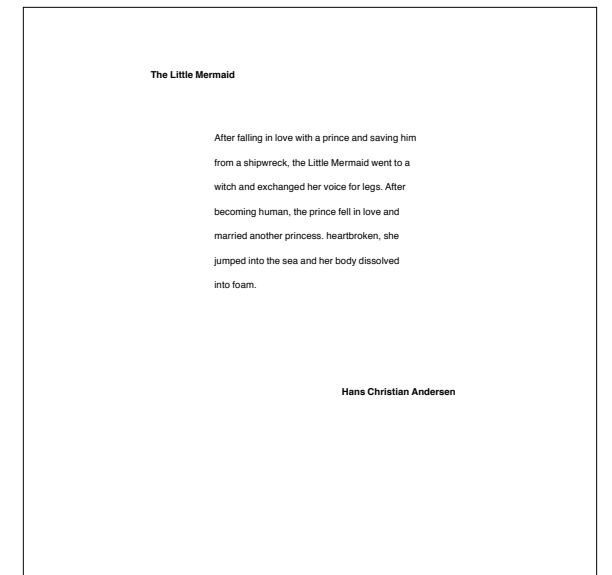 The Little Mermaid
After falling in love with a prince and saving him
from a shipwreck, the Little Mermaid went to a
witch and exchanged her voice for legs. After
becoming human, the prince fell in love and
married another princess. heartbroken, she
jumped into the sea and her body dissolved
into foam.
Hans Christian Andersen